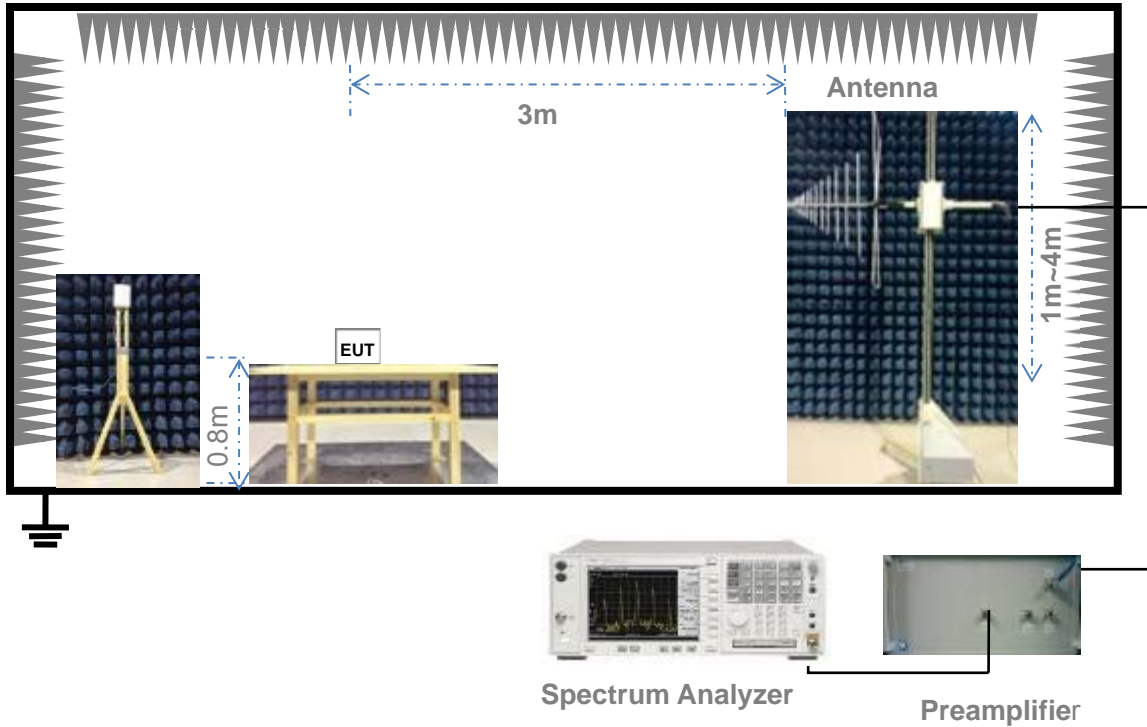 Antenna
3m
1m~4m
EUT
0.8m
Spectrum Analyzer
Preamplifier